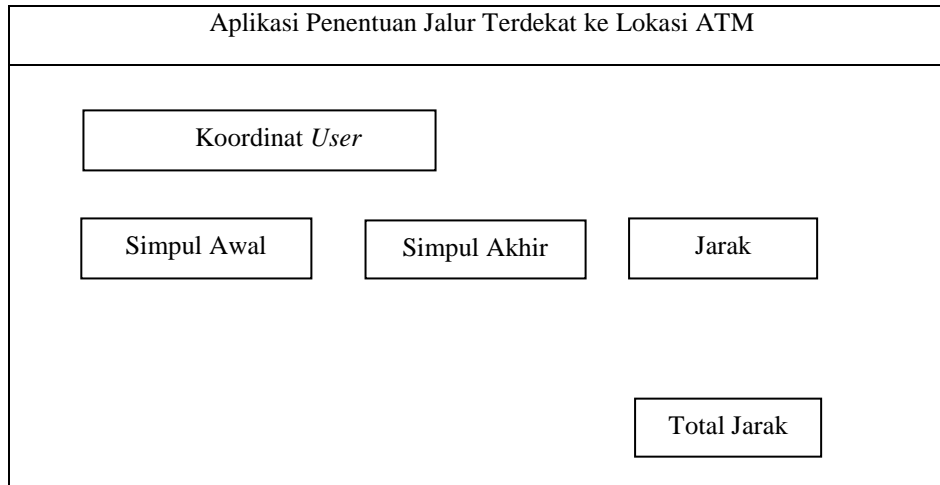 Aplikasi Penentuan Jalur Terdekat ke Lokasi ATM
Koordinat User
Simpul Awal
Simpul Akhir
Jarak
Total Jarak